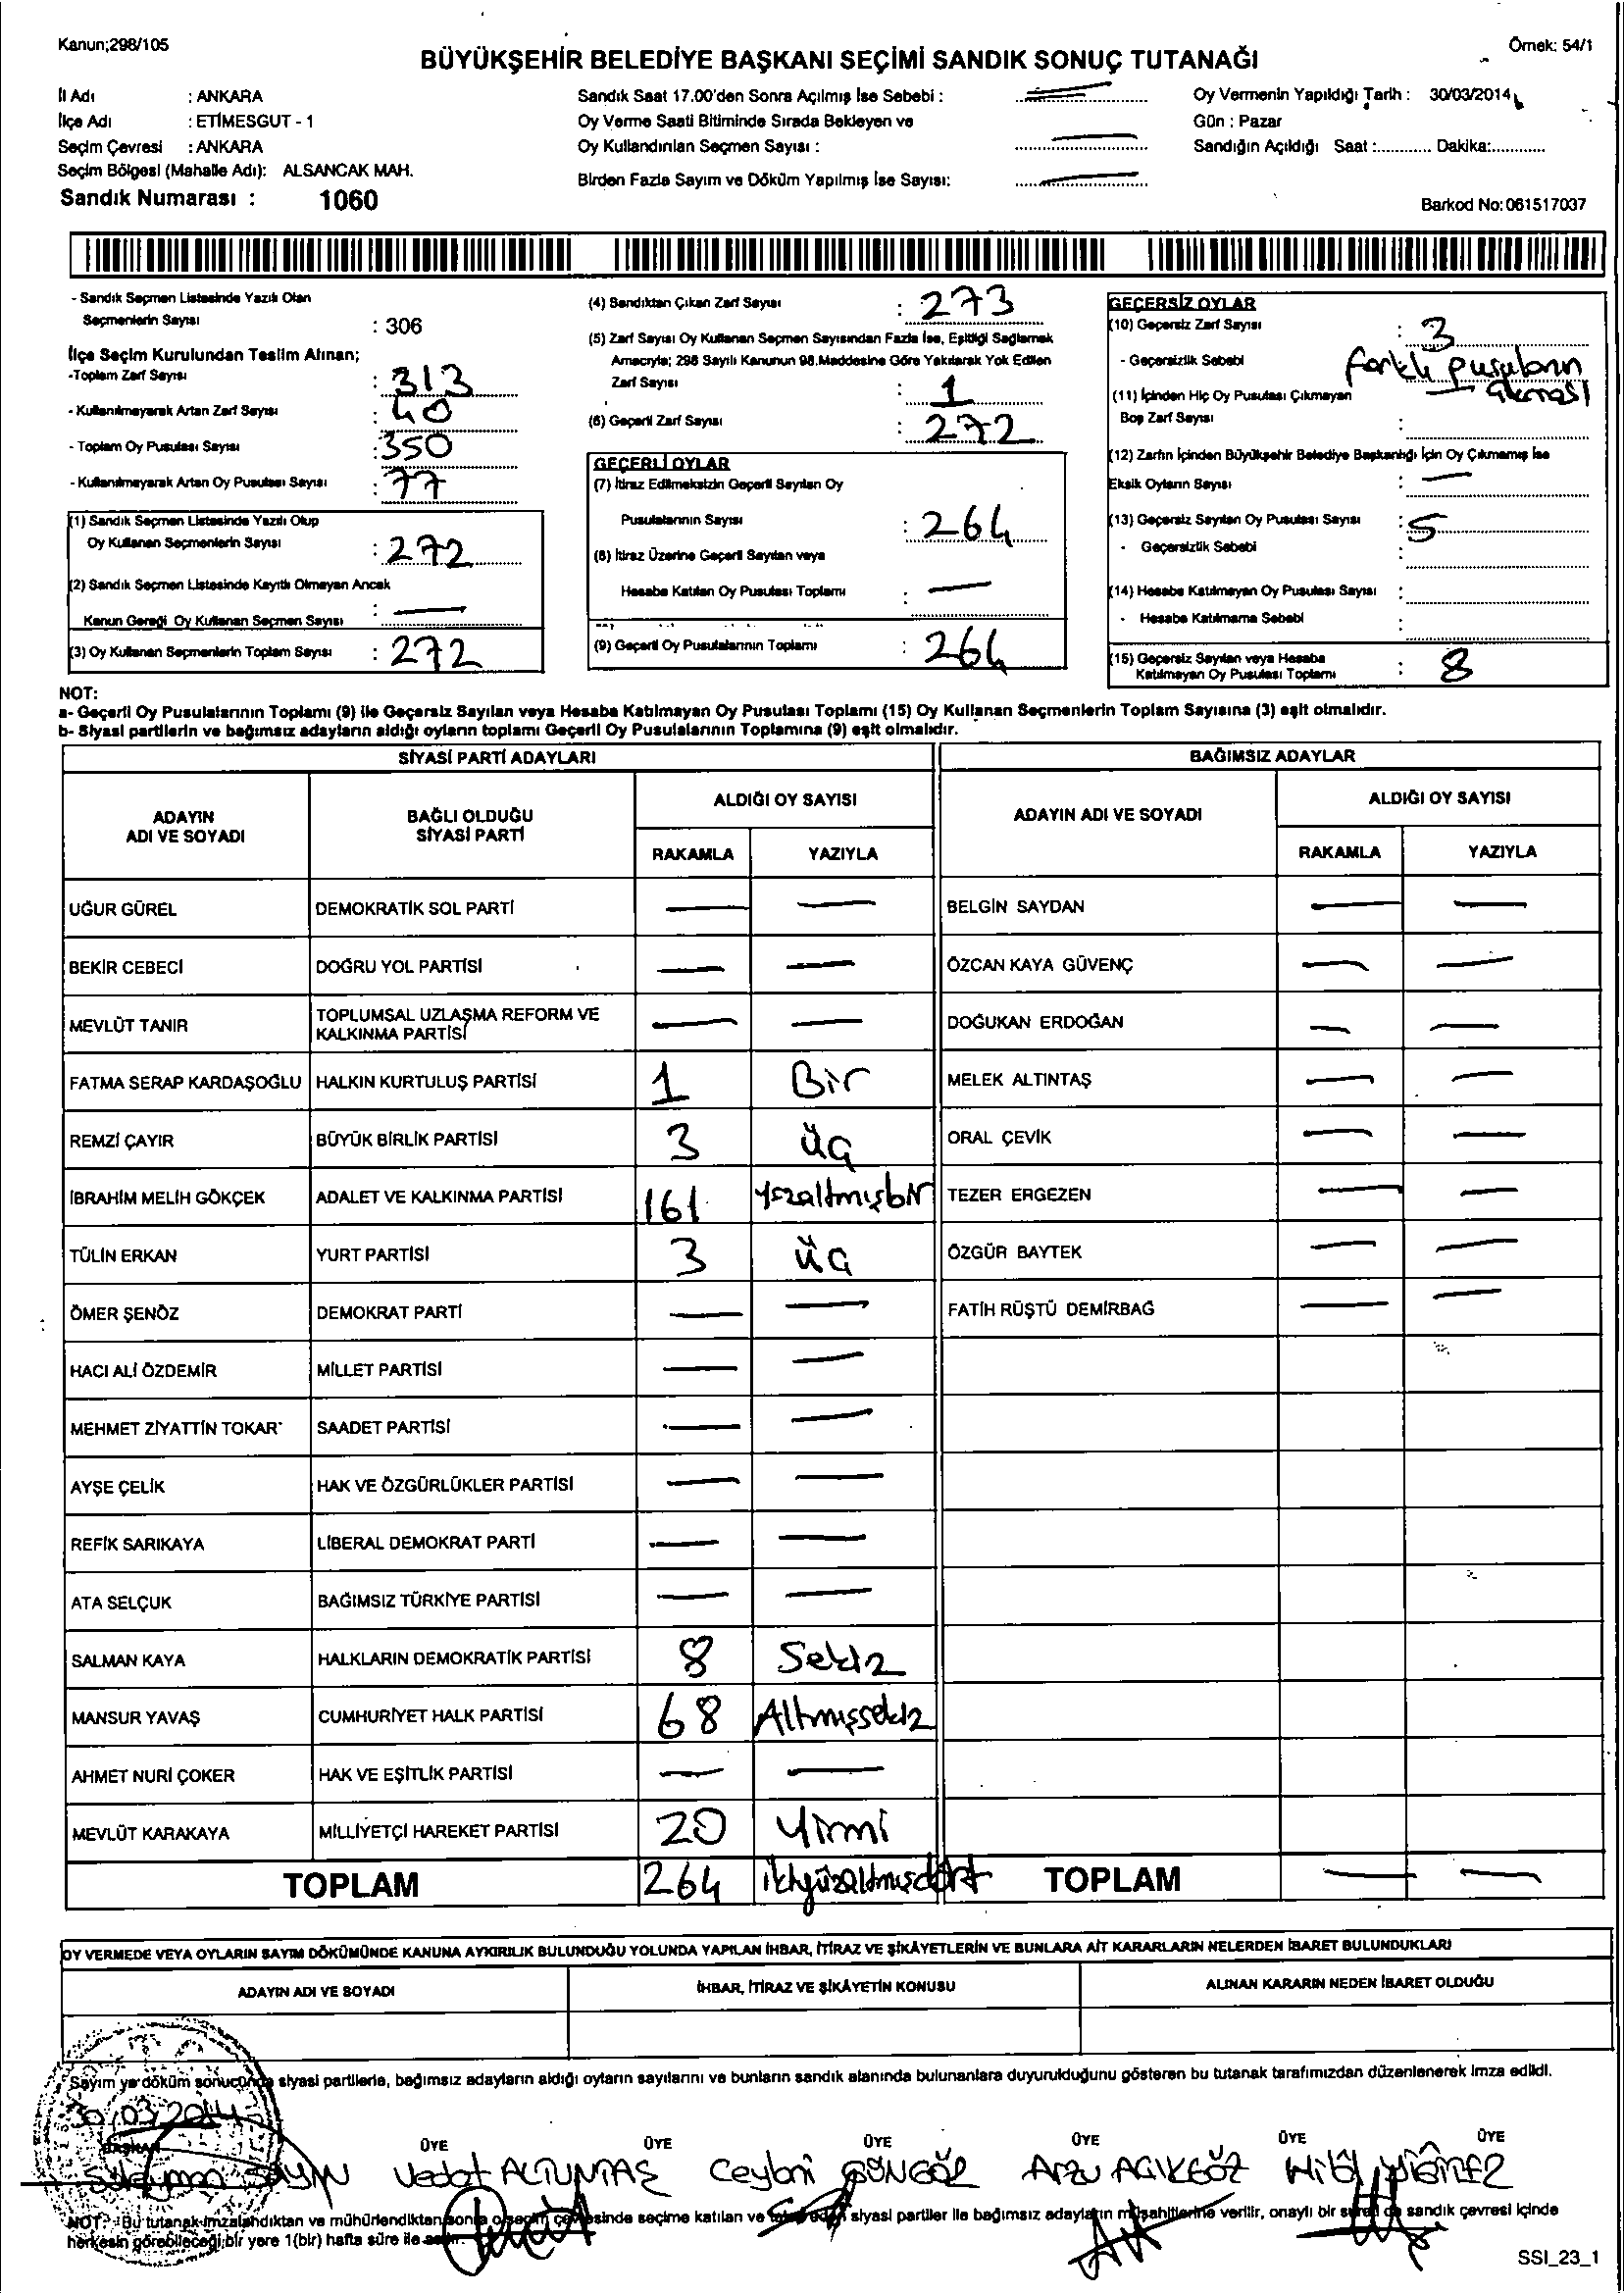 Kanun;298/105
Örnek: 54/1
BÜYÜKŞEHİR BELEDİYE BAŞKANI SEÇİMİ SANDIK SONUÇ TUTANAĞI
İl Adı : ANKARA
İlçe Adı : ETİMESGUT - 1
Seçim Çevresi : ANKARA
Seçim Bölgesi (Mahalle Adı): ALSANCAK MAH.
Sandık Numarası : 1060
Sandık Saat 17.00'den Sonra Açılmış İse Sebebi :
Oy Verme Saati Bitiminde Sırada Bekleyen ve
Oy Kullandırılan Seçmen Sayısı :
Birden Fazla Sayım ve Döküm Yapılmış İse Sayısı:
Oy Vermenin Yapıldığı Tarih : 30/03/2014
Gün : Pazar
Sandığın Açıldığı Saat :............ Dakika:............
Barkod No: 061517037
- Sandık Seçmen Listesinde Yazılı Olan
Seçmenlerin Sayısı : 306
İlçe Seçim Kurulundan Teslim Alınan;
-Toplam Zarf Sayısı : 313
- Kullanılmayarak Artan Zarf Sayısı : 40
- Toplam Oy Pusulası Sayısı : 350
- Kullanılmayarak Artan Oy Pusulası Sayısı : 77
(1) Sandık Seçmen Listesinde Yazılı Olup
Oy Kullanan Seçmenlerin Sayısı : 272
(2) Sandık Seçmen Listesinde Kayıtlı Olmayan Ancak
Kanun Gereği Oy Kullanan Seçmen Sayısı : —
(3) Oy Kullanan Seçmenlerin Toplam Sayısı : 272
(4) Sandıktan Çıkan Zarf Sayısı : 273
(5) Zarf Sayısı Oy Kullanan Seçmen Sayısından Fazla İse, Eşitliği Sağlamak
Amacıyla; 298 Sayılı Kanunun 98.Maddesine Göre Yakılarak Yok Edilen
Zarf Sayısı : 1
(6) Geçerli Zarf Sayısı : 272
GEÇERLİ OYLAR
(7) İtiraz Edilmeksizin Geçerli Sayılan Oy
Pusulalarının Sayısı : 264
(8) İtiraz Üzerine Geçerli Sayılan veya
Hesaba Katılan Oy Pusulası Toplamı : —
(9) Geçerli Oy Pusulalarının Toplamı : 264
GEÇERSİZ OYLAR
(10) Geçersiz Zarf Sayısı : 3
- Geçersizlik Sebebi farklı pusulanın
çıkması
(11) İçinden Hiç Oy Pusulası Çıkmayan
Boş Zarf Sayısı :
(12) Zarfın İçinden Büyükşehir Belediye Başkanlığı İçin Oy Çıkmamış İse
Eksik Oyların Sayısı : —
(13) Geçersiz Sayılan Oy Pusulası Sayısı : 5
- Geçersizlik Sebebi :
(14) Hesaba Katılmayan Oy Pusulası Sayısı :
- Hesaba Katılmama Sebebi :
(15) Geçersiz Sayılan veya Hesaba
Katılmayan Oy Pusulası Toplamı : 8
NOT:
a- Geçerli Oy Pusulalarının Toplamı (9) ile Geçersiz Sayılan veya Hesaba Katılmayan Oy Pusulası Toplamı (15) Oy Kullanan Seçmenlerin Toplam Sayısına (3) eşit olmalıdır.
b- Siyasi partilerin ve bağımsız adayların aldığı oyların toplamı Geçerli Oy Pusulalarının Toplamına (9) eşit olmalıdır.
SİYASİ PARTİ ADAYLARI BAĞIMSIZ ADAYLAR
ADAYIN ADI VE SOYADI BAĞLI OLDUĞU SİYASİ PARTİ ALDIĞI OY SAYISI ADAYIN ADI VE SOYADI ALDIĞI OY SAYISI
RAKAMLA YAZIYLA RAKAMLA YAZIYLA
UĞUR GÜREL DEMOKRATİK SOL PARTİ — — BELGİN SAYDAN — —
BEKİR CEBECİ DOĞRU YOL PARTİSİ — — ÖZCAN KAYA GÜVENÇ — —
MEVLÜT TANIR TOPLUMSAL UZLAŞMA REFORM VE KALKINMA PARTİSİ — — DOĞUKAN ERDOĞAN — —
FATMA SERAP KARDAŞOĞLU HALKIN KURTULUŞ PARTİSİ 1 Bir MELEK ALTINTAŞ — —
REMZİ ÇAYIR BÜYÜK BİRLİK PARTİSİ 3 üç ORAL ÇEVİK — —
İBRAHİM MELİH GÖKÇEK ADALET VE KALKINMA PARTİSİ 161 yüzaltmışbir TEZER ERGEZEN — —
TÜLİN ERKAN YURT PARTİSİ 3 üç ÖZGÜR BAYTEK — —
ÖMER ŞENÖZ DEMOKRAT PARTİ — — FATİH RÜŞTÜ DEMİRBAĞ — —
HACI ALİ ÖZDEMİR MİLLET PARTİSİ — —
MEHMET ZİYATTİN TOKAR SAADET PARTİSİ — —
AYŞE ÇELİK HAK VE ÖZGÜRLÜKLER PARTİSİ — —
REFİK SARIKAYA LİBERAL DEMOKRAT PARTİ — —
ATA SELÇUK BAĞIMSIZ TÜRKİYE PARTİSİ — —
SALMAN KAYA HALKLARIN DEMOKRATİK PARTİSİ 8 Sekiz
MANSUR YAVAŞ CUMHURİYET HALK PARTİSİ 68 Altmışsekiz
AHMET NURİ ÇOKER HAK VE EŞİTLİK PARTİSİ — —
MEVLÜT KARAKAYA MİLLİYETÇİ HAREKET PARTİSİ 20 Yirmi
TOPLAM 264 ikiyüzaltmışdört TOPLAM — —
OY VERMEDE VEYA OYLARIN SAYIM DÖKÜMÜNDE KANUNA AYKIRILIK BULUNDUĞU YOLUNDA YAPILAN İHBAR, İTİRAZ VE ŞİKÂYETLERİN VE BUNLARA AİT KARARLARIN NELERDEN İBARET BULUNDUKLARI
ADAYIN ADI VE SOYADI İHBAR, İTİRAZ VE ŞİKÂYETİN KONUSU ALINAN KARARIN NEDEN İBARET OLDUĞU
Sayım ve döküm sonucunda siyasi partilerle, bağımsız adayların aldığı oyların sayılarını ve bunların sandık alanında bulunanlara duyurulduğunu gösteren bu tutanak tarafımızdan düzenlenerek imza edildi.
30/03/2014
BAŞKAN ÜYE ÜYE ÜYE ÜYE ÜYE ÜYE
Süleyman SAYIN Vedat ALTUNTAŞ Ceylani GÜNGÖR Arzu AÇIKGÖZ
NOT: Bu tutanak imzalandıktan ve mühürlendikten sonra o seçim çevresinde seçime katılan ve siyasi partiler ile bağımsız adayların müşahitlerine verilir, onaylı bir sureti de sandık çevresi içinde
herkesin görebileceği bir yere 1(bir) hafta süre ile asılır.
SSI_23_1